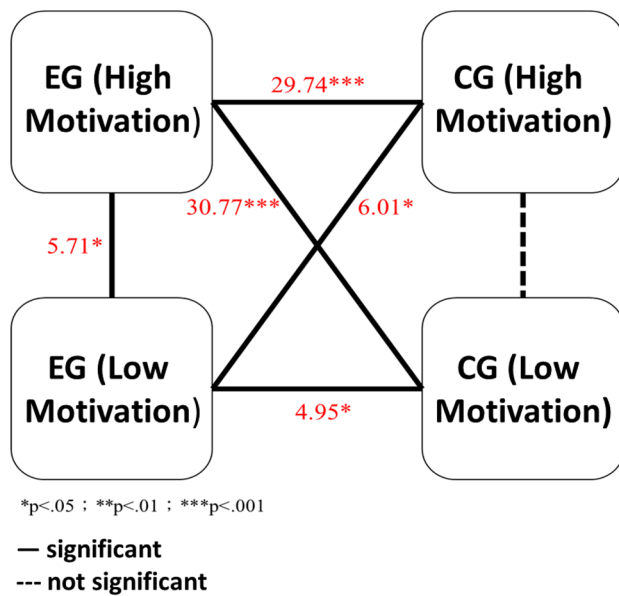 EG (High
Motivation)
29.74***
CG (High
Motivation)
30.77***
6.01*
5.71*
EG (Low
Motivation)
4.95*
CG (Low
Motivation)
*p<.05 ; **p<.01 ; ***p<.001
— significant
--- not significant